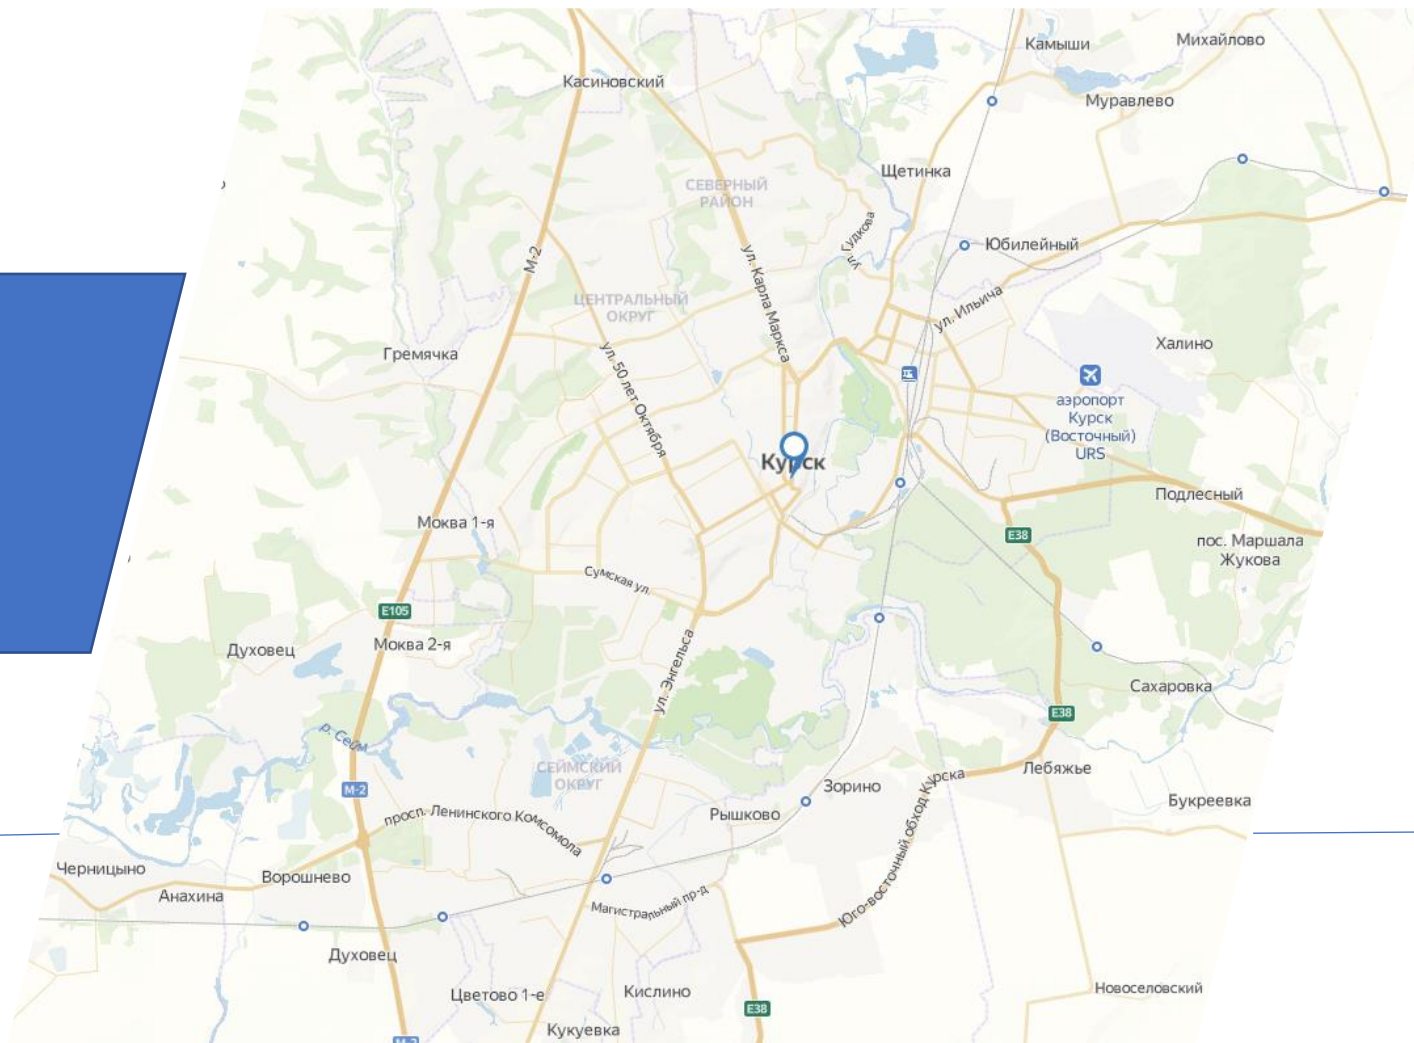 Камыши
Михайлово
Касиновский
Муравлево
Щетинка
СЕВЕРНЫЙ
РАЙОН
ул. Гудкова
Юбилейный
М-2
ул. Карла Маркса
ЦЕНТРАЛЬНЫЙ
ОКРУГ
ул. Ильича
Гремячка
ул. 50 лет Октября
Халино
аэропорт
Курск
(Восточный)
URS
Курск
Подлесный
Моква 1-я
E38
пос. Маршала
Жукова
Сумская ул.
E105
Духовец
Моква 2-я
ул. Энгельса
Сахаровка
E38
р. Сейм
СЕЙМСКИЙ
ОКРУГ
Лебяжье
М-2
Зорино
Букреевка
просп. Ленинского Комсомола
Рышково
Юго-восточный обход Курска
Черницыно
Ворошнево
Анахина
Магистральный пр-д
Духовец
Цветово 1-е
Кислино
Новоселовский
E38
Кукуевка
М-2